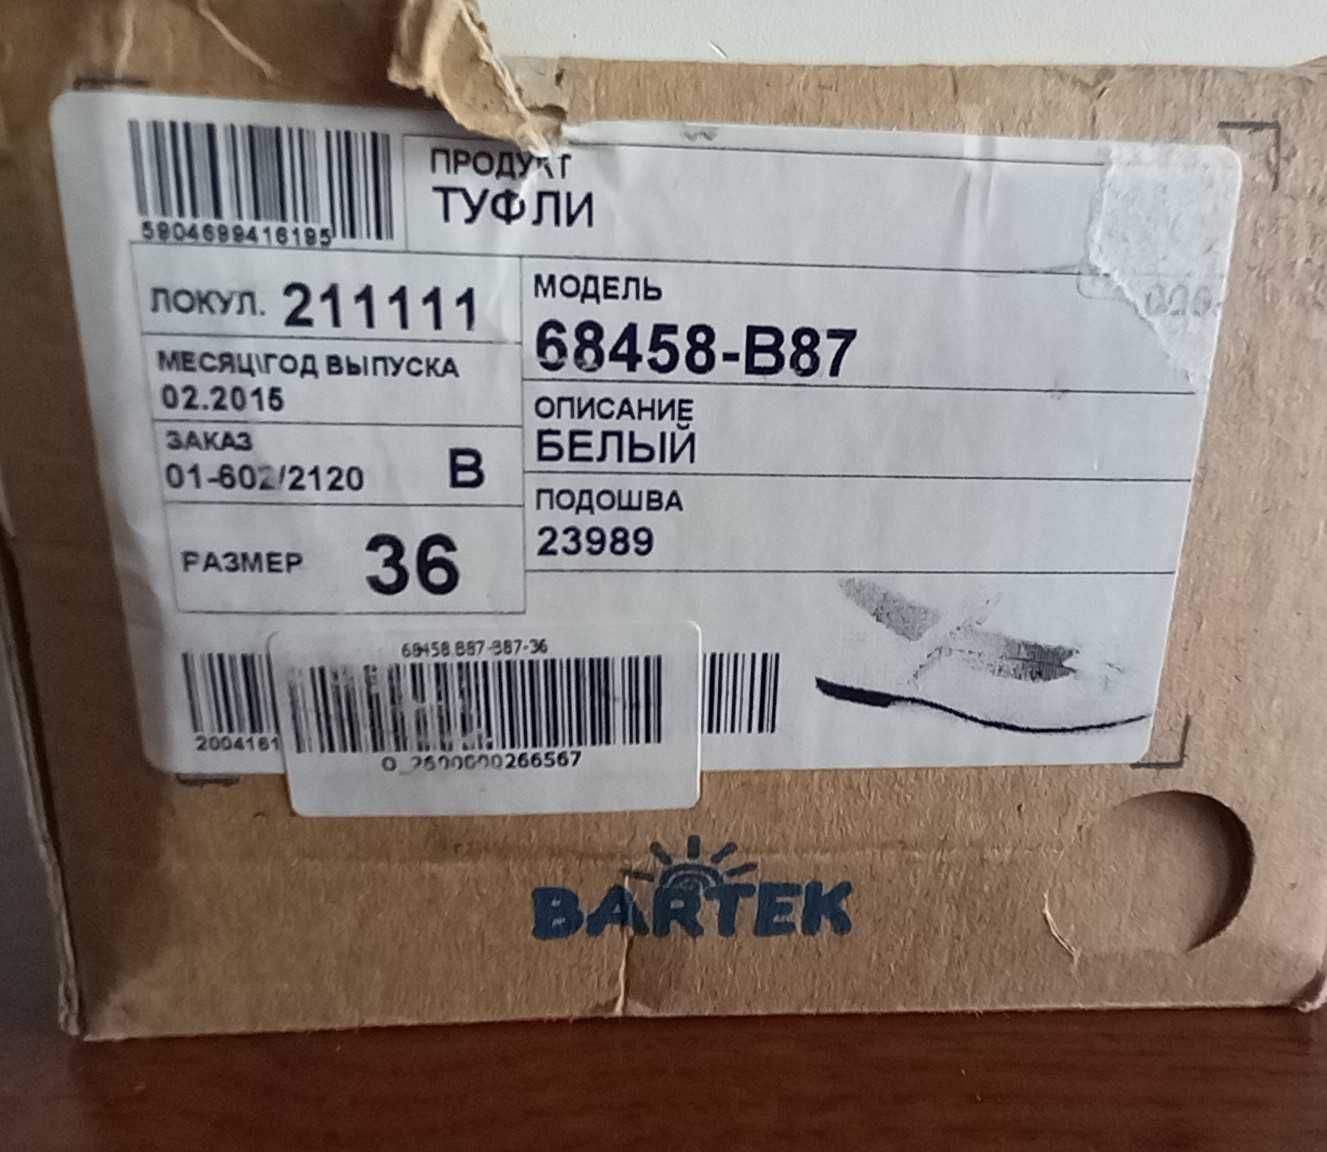 ПРОДУКТ
ТУФЛИ
5904699416195
ЛОКУЛ. 211111
МЕСЯЦ\ГОД ВЫПУСКА
02.2015
ЗАКАЗ
01-602/2120 B
РАЗМЕР 36
МОДЕЛЬ
68458-B87
ОПИСАНИЕ
БЕЛЫЙ
ПОДОШВА
23989
68458.B87-B87-36
2004161
BARTEK